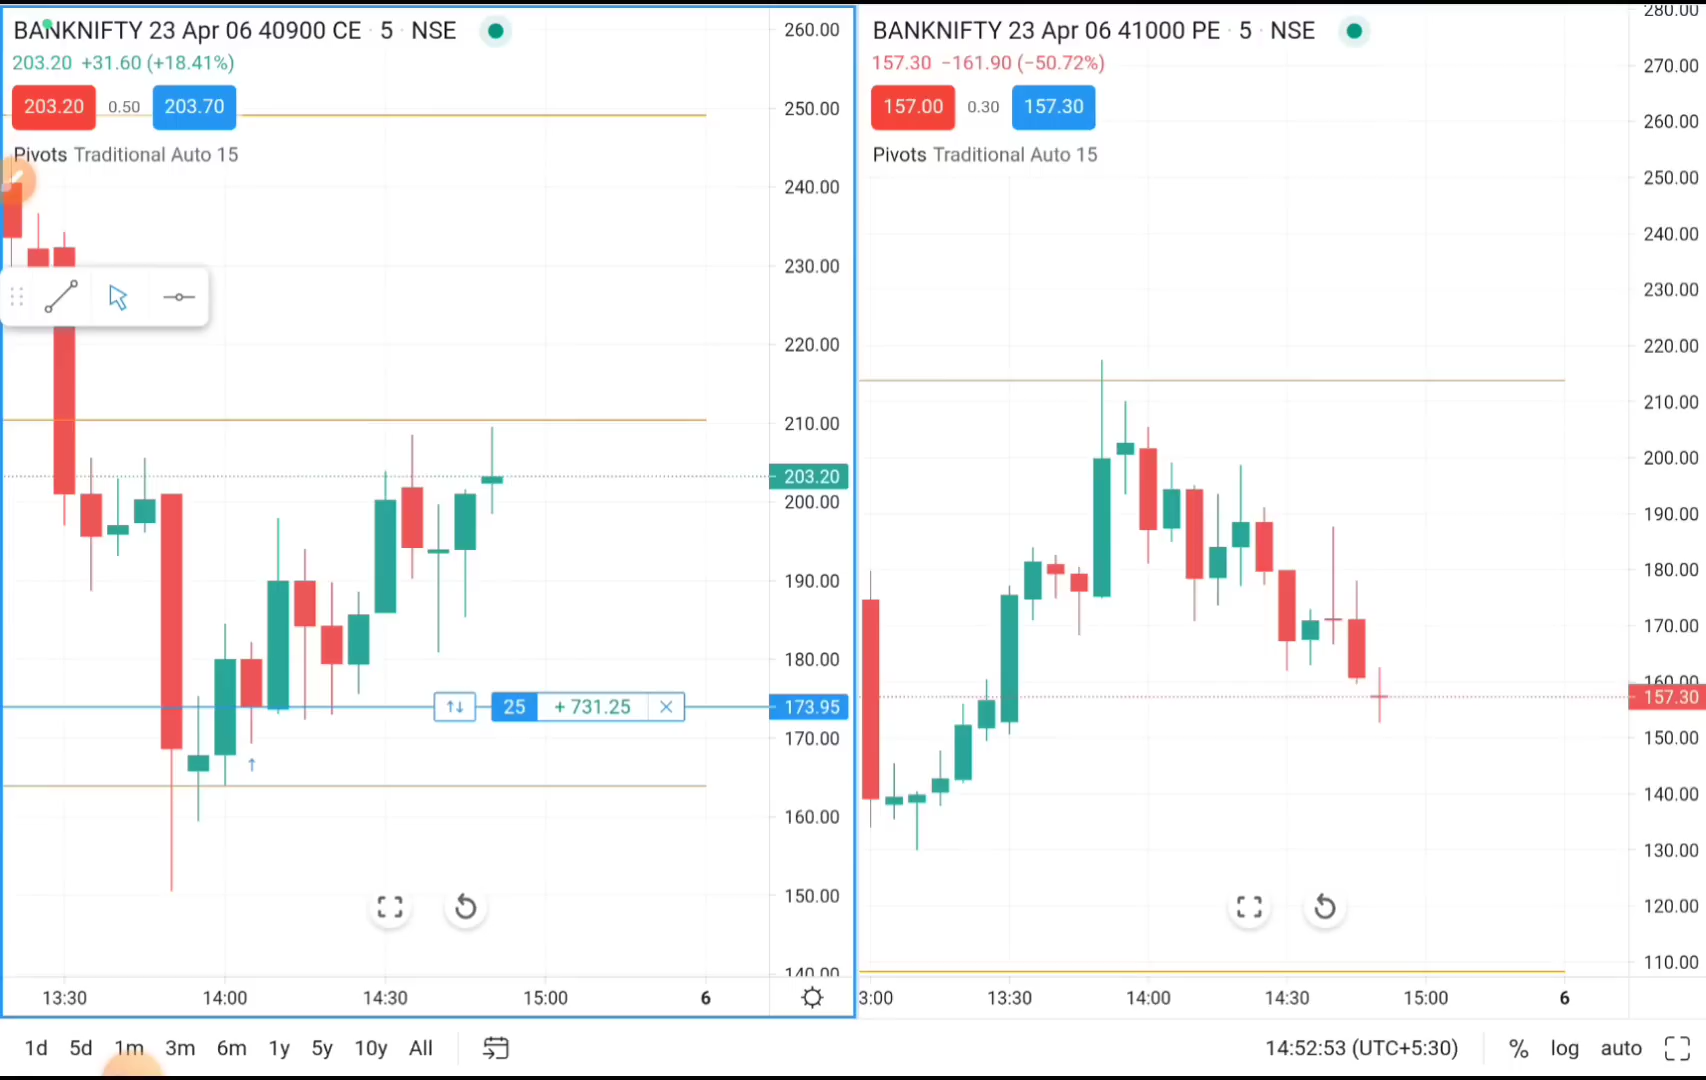 BANKNIFTY 23 Apr 06 40900 CE · 5 · NSE
203.20 +31.60 (+18.41%)
203.20 0.50 203.70
Pivots Traditional Auto 15
260.00
250.00
240.00
230.00
220.00
210.00
203.20
200.00
190.00
180.00
173.95
170.00
160.00
150.00
140.00
25 +731.25
13:30 14:00 14:30 15:00 6
BANKNIFTY 23 Apr 06 41000 PE · 5 · NSE
157.30 −161.90 (−50.72%)
157.00 0.30 157.30
Pivots Traditional Auto 15
280.00
270.00
260.00
250.00
240.00
230.00
220.00
210.00
200.00
190.00
180.00
170.00
160.00
157.30
150.00
140.00
130.00
120.00
110.00
3:00 13:30 14:00 14:30 15:00 6
1d 5d 1m 3m 6m 1y 5y 10y All
14:52:53 (UTC+5:30) % log auto